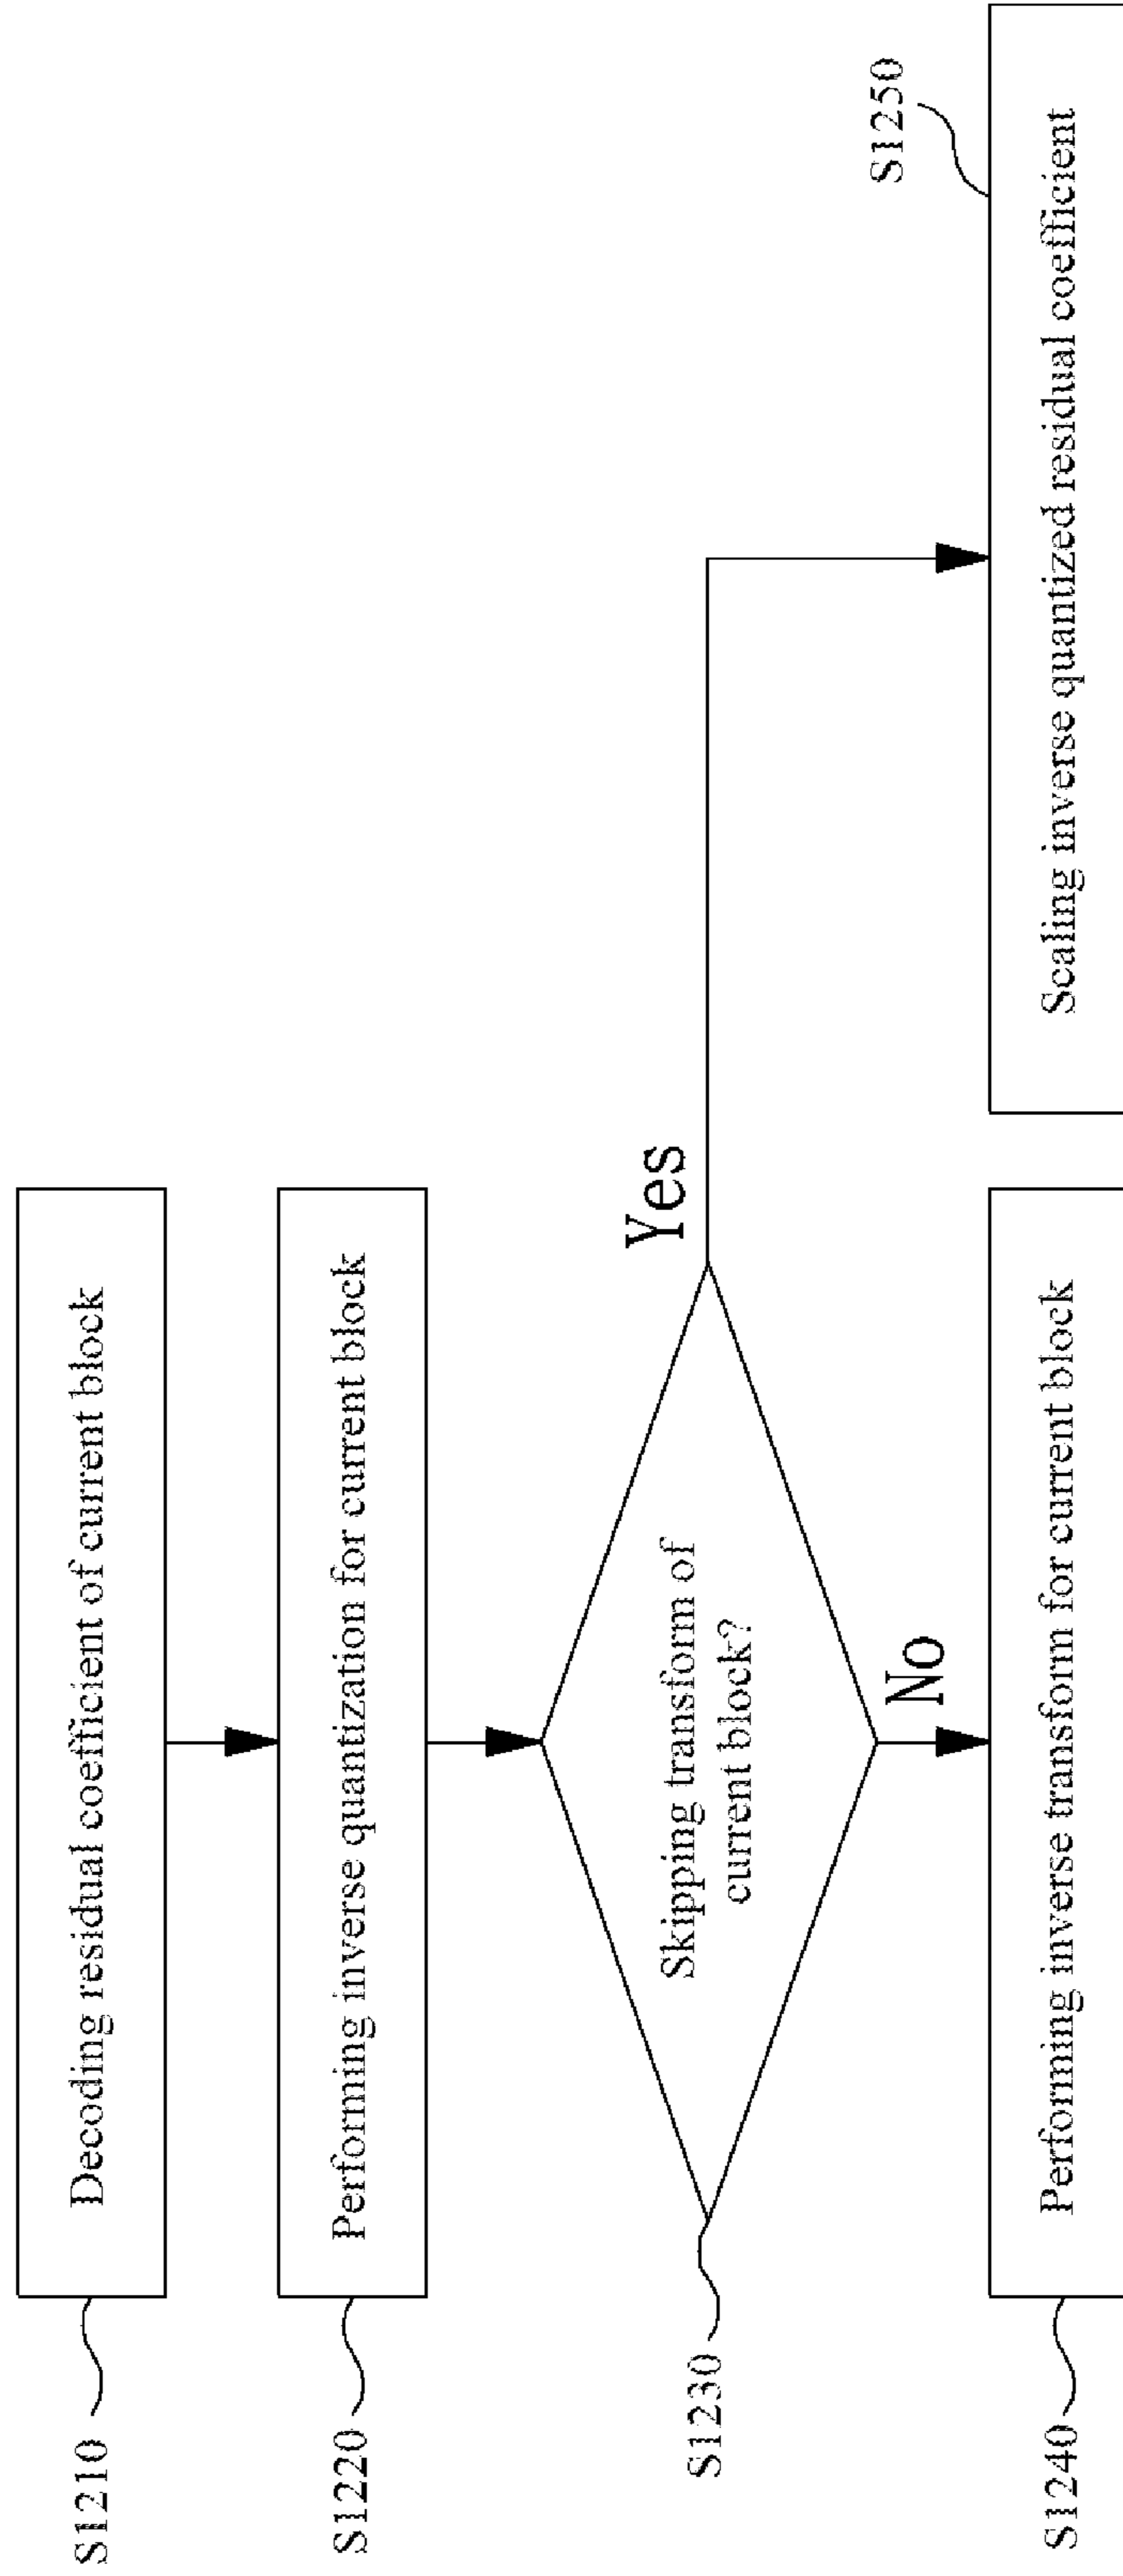 S1210
Decoding residual coefficient of current block
S1220
Performing inverse quantization for current block
S1230
Skipping transform of
current block?
Yes
No
S1240
Performing inverse transform for current block
S1250
Scaling inverse quantized residual coefficient